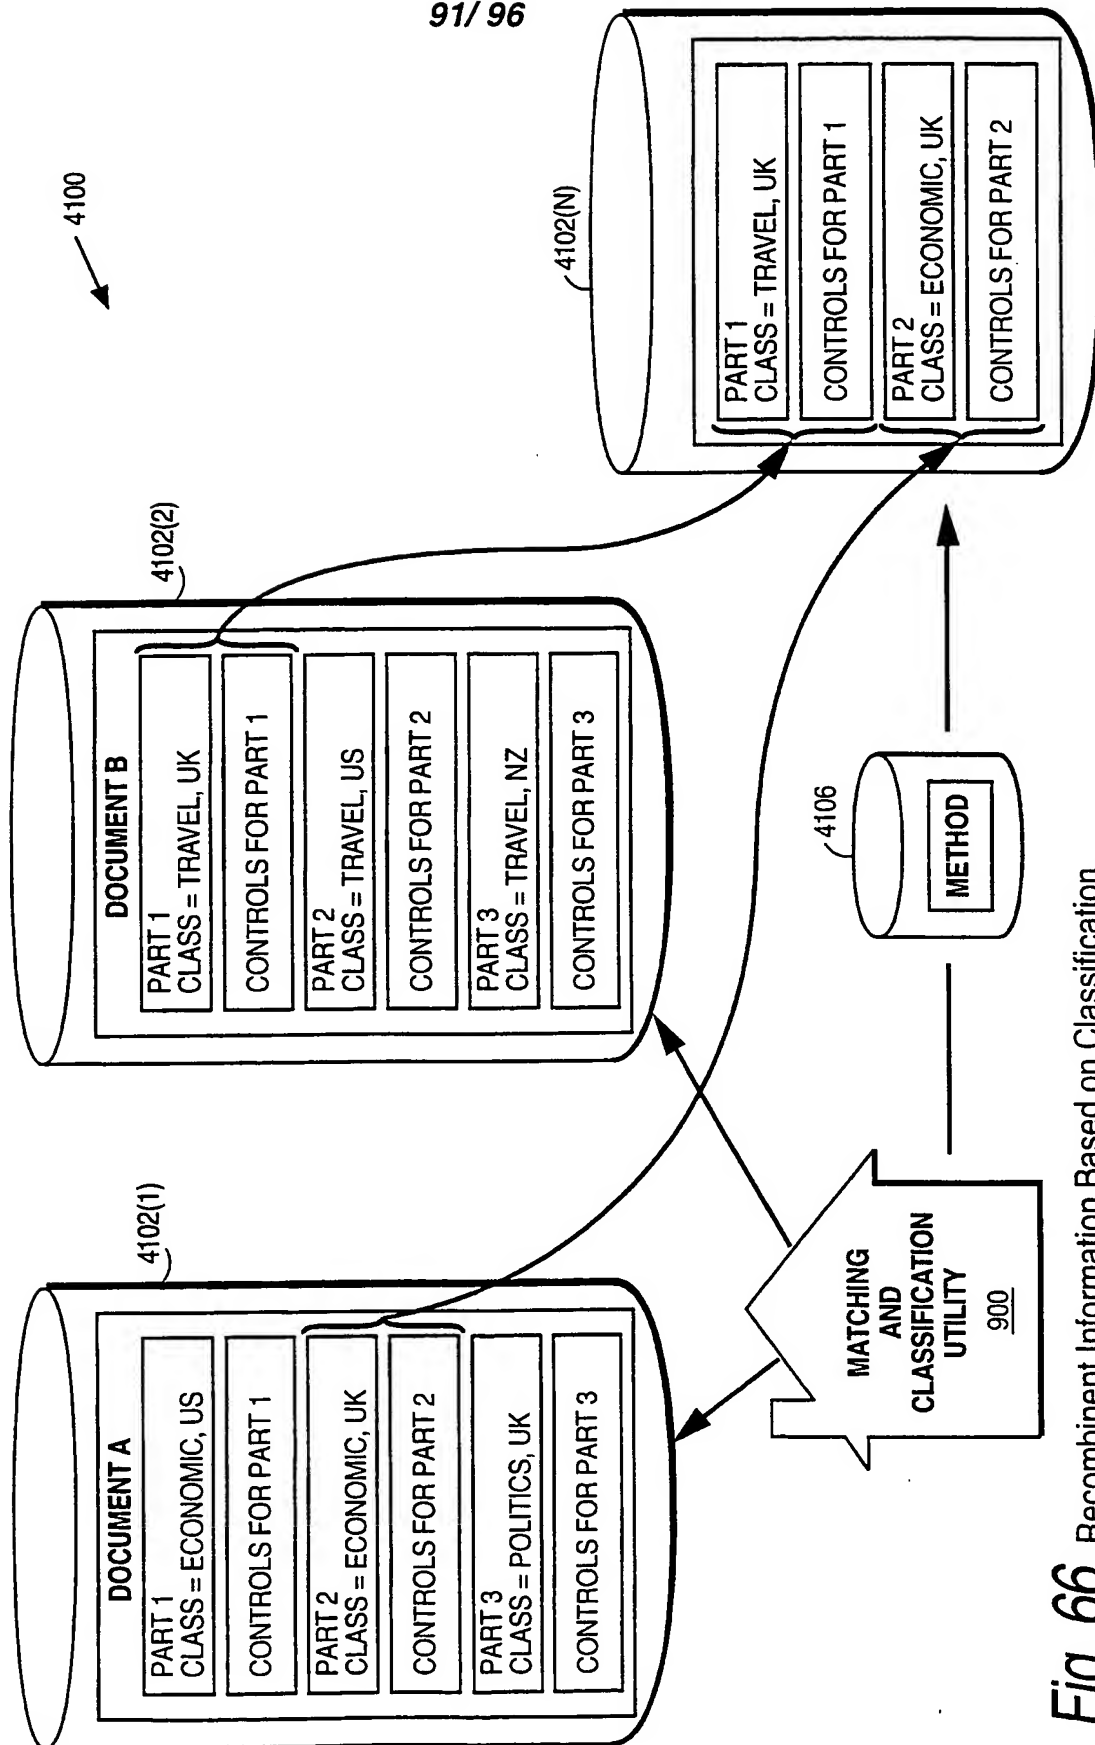 91/96
4100
4102(1)
DOCUMENT A
PART 1
CLASS = ECONOMIC, US
CONTROLS FOR PART 1
PART 2
CLASS = ECONOMIC, UK
CONTROLS FOR PART 2
PART 3
CLASS = POLITICS, UK
CONTROLS FOR PART 3
4102(2)
DOCUMENT B
PART 1
CLASS = TRAVEL, UK
CONTROLS FOR PART 1
PART 2
CLASS = TRAVEL, US
CONTROLS FOR PART 2
PART 3
CLASS = TRAVEL, NZ
CONTROLS FOR PART 3
4102(N)
PART 1
CLASS = TRAVEL, UK
CONTROLS FOR PART 1
PART 2
CLASS = ECONOMIC, UK
CONTROLS FOR PART 2
MATCHING
AND
CLASSIFICATION
UTILITY
900
4106
METHOD
Fig. 66 Recombinent Information Based on Classification